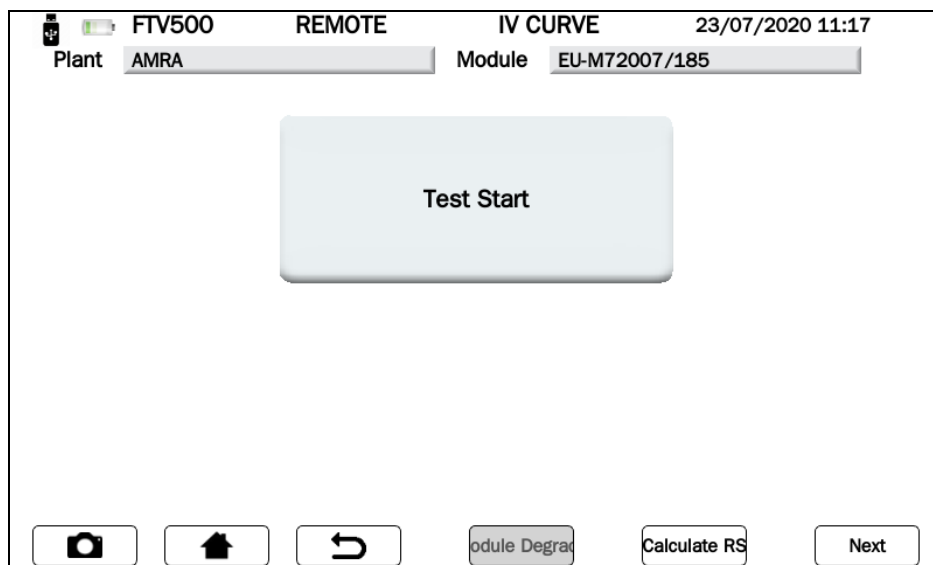 FTV500 REMOTE IV CURVE 23/07/2020 11:17
Plant AMRA Module EU-M72007/185
Test Start
odule Degrad Calculate RS Next